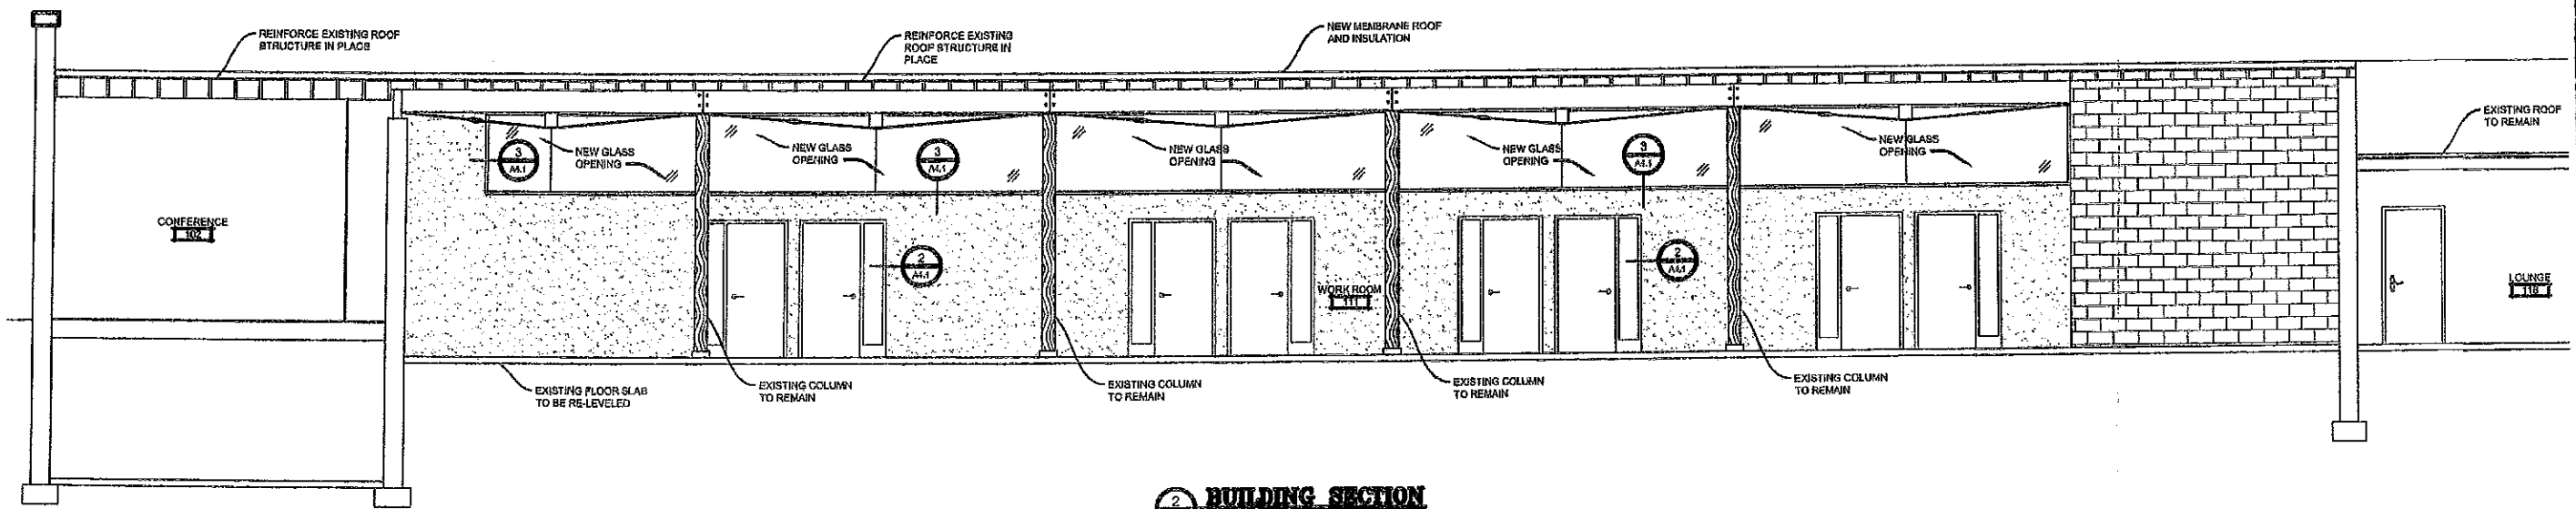 REINFORCE EXISTING ROOF
STRUCTURE IN PLACE
REINFORCE EXISTING
ROOF STRUCTURE IN
PLACE
NEW MEMBRANE ROOF
AND INSULATION
EXISTING ROOF
TO REMAIN
3
A4.1
NEW GLASS
OPENING
NEW GLASS
OPENING
3
A4.1
NEW GLASS
OPENING
NEW GLASS
OPENING
3
A4.1
NEW GLASS
OPENING
CONFERENCE
102
2
A4.1
WORK ROOM
111
2
A4.1
LOUNGE
118
EXISTING FLOOR SLAB
TO BE RE-LEVELED
EXISTING COLUMN
TO REMAIN
EXISTING COLUMN
TO REMAIN
EXISTING COLUMN
TO REMAIN
EXISTING COLUMN
TO REMAIN
2
BUILDING SECTION